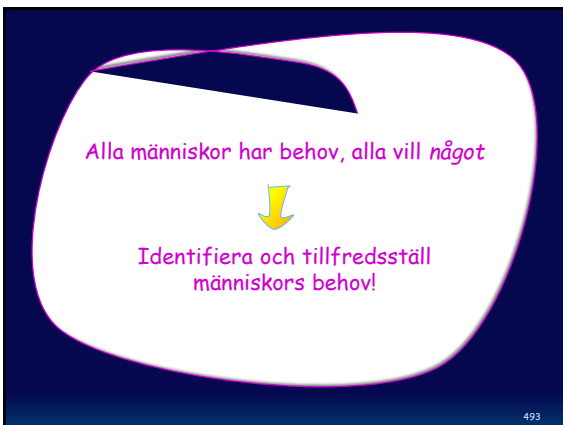 Alla människor har behov, alla vill något
Identifiera och tillfredsställ
människors behov!
493